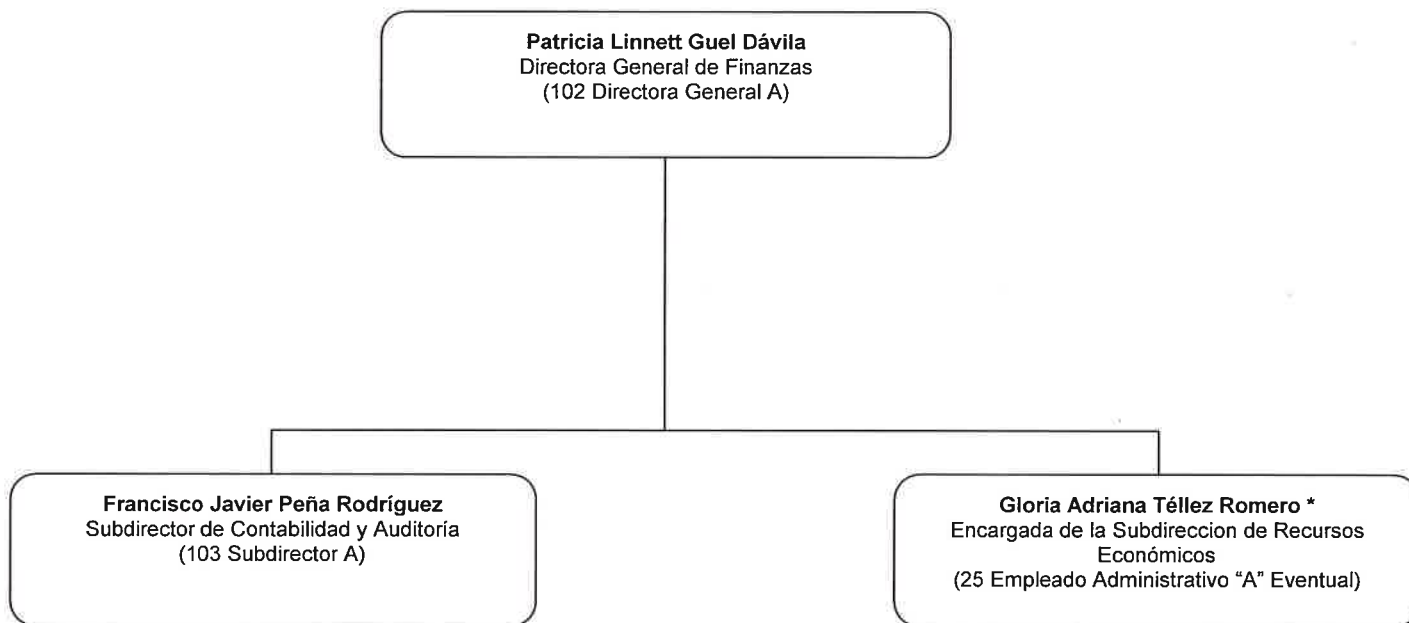 Patricia Linnett Guel Dávila
Directora General de Finanzas
(102 Directora General A)
Francisco Javier Peña Rodríguez
Subdirector de Contabilidad y Auditoría
(103 Subdirector A)
Gloria Adriana Téllez Romero *
Encargada de la Subdireccion de Recursos
Económicos
(25 Empleado Administrativo “A” Eventual)